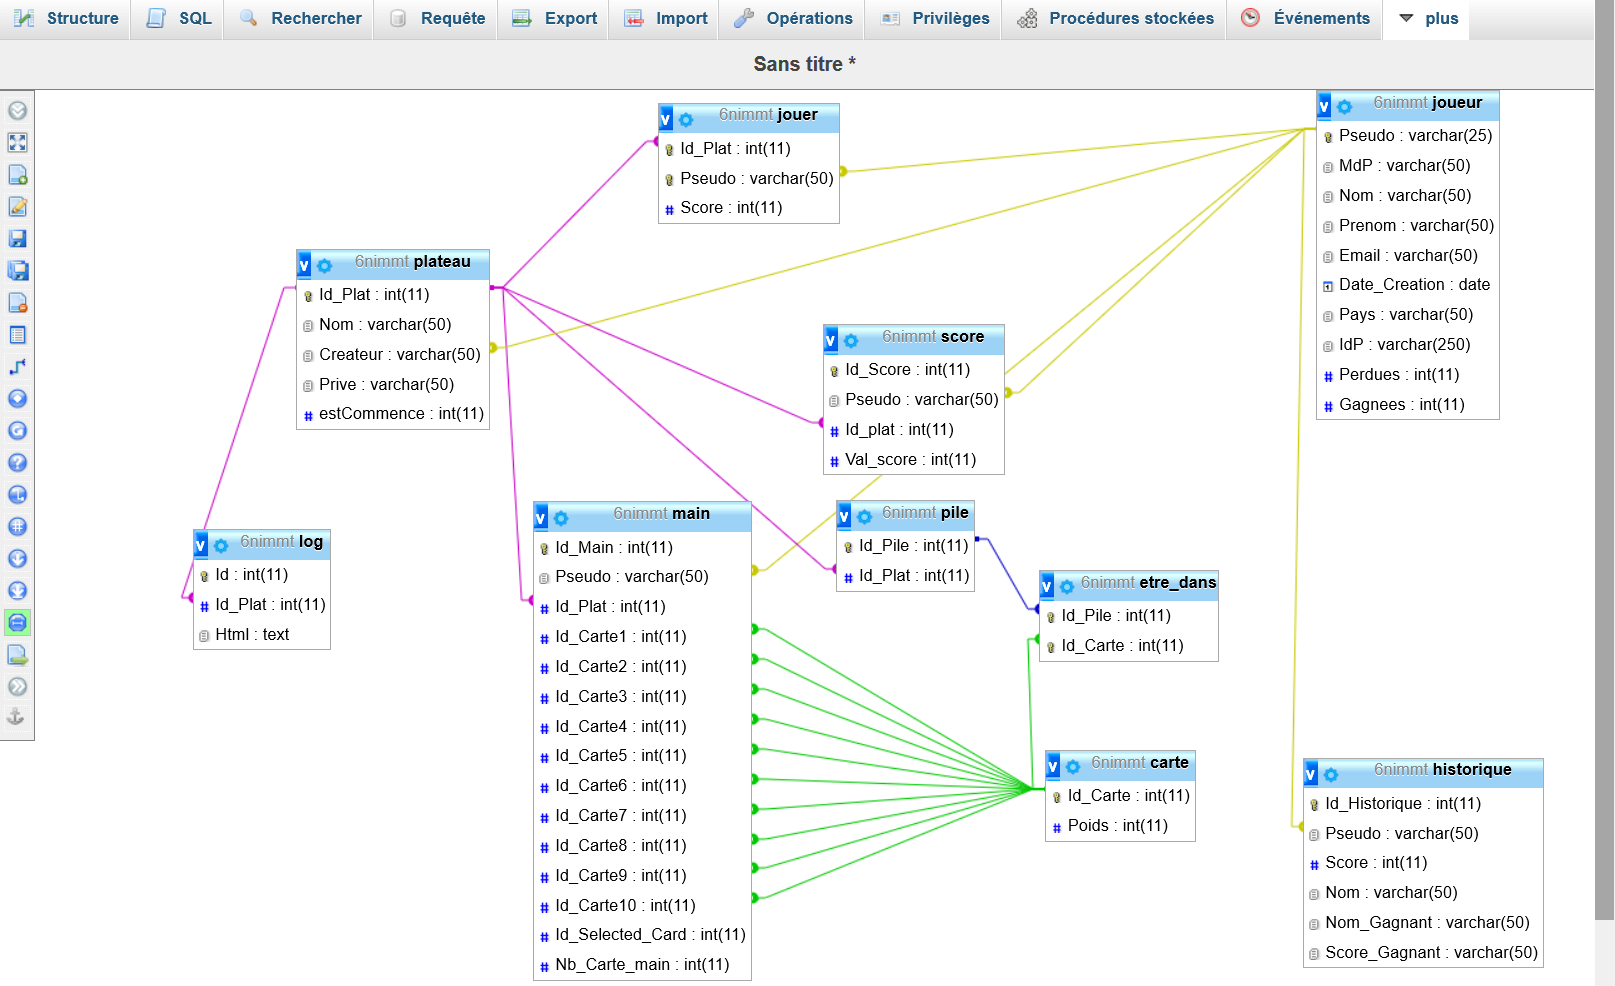 Structure SQL Rechercher Requête Export Import Opérations Privilèges Procédures stockées Événements plus
Sans titre *
6nimmt jouer
Id_Plat : int(11)
Pseudo : varchar(50)
Score : int(11)
6nimmt joueur
Pseudo : varchar(25)
MdP : varchar(50)
Nom : varchar(50)
Prenom : varchar(50)
Email : varchar(50)
Date_Creation : date
Pays : varchar(50)
IdP : varchar(250)
Perdues : int(11)
Gagnees : int(11)
6nimmt plateau
Id_Plat : int(11)
Nom : varchar(50)
Createur : varchar(50)
Prive : varchar(50)
estCommence : int(11)
6nimmt score
Id_Score : int(11)
Pseudo : varchar(50)
Id_plat : int(11)
Val_score : int(11)
6nimmt log
Id : int(11)
Id_Plat : int(11)
Html : text
6nimmt main
Id_Main : int(11)
Pseudo : varchar(50)
Id_Plat : int(11)
Id_Carte1 : int(11)
Id_Carte2 : int(11)
Id_Carte3 : int(11)
Id_Carte4 : int(11)
Id_Carte5 : int(11)
Id_Carte6 : int(11)
Id_Carte7 : int(11)
Id_Carte8 : int(11)
Id_Carte9 : int(11)
Id_Carte10 : int(11)
Id_Selected_Card : int(11)
Nb_Carte_main : int(11)
6nimmt pile
Id_Pile : int(11)
Id_Plat : int(11)
6nimmt etre_dans
Id_Pile : int(11)
Id_Carte : int(11)
6nimmt carte
Id_Carte : int(11)
Poids : int(11)
6nimmt historique
Id_Historique : int(11)
Pseudo : varchar(50)
Score : int(11)
Nom : varchar(50)
Nom_Gagnant : varchar(50)
Score_Gagnant : varchar(50)